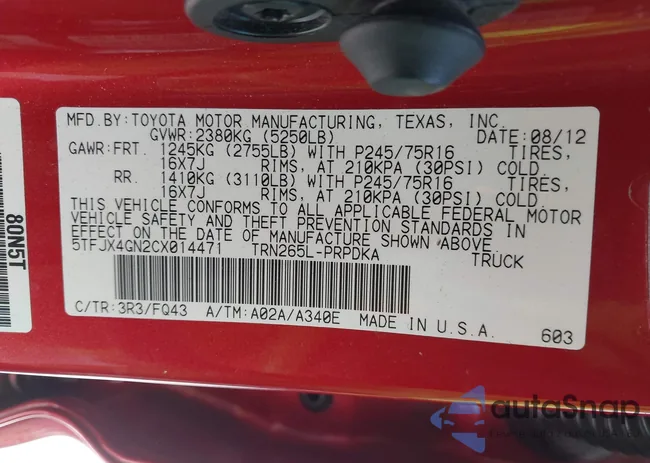 MFD. BY: TOYOTA MOTOR MANUFACTURING, TEXAS, INC.
GVWR: 2380KG (5250LB) DATE: 08/12
GAWR: FRT. 1245KG (2755LB) WITH P245/75R16 TIRES,
16X7J RIMS, AT 210KPA (30PSI) COLD.
RR. 1410KG (3110LB) WITH P245/75R16 TIRES,
16X7J RIMS, AT 210KPA (30PSI) COLD.
THIS VEHICLE CONFORMS TO ALL APPLICABLE FEDERAL MOTOR
VEHICLE SAFETY AND THEFT PREVENTION STANDARDS IN
EFFECT ON THE DATE OF MANUFACTURE SHOWN ABOVE.
5TFJX4GN2CX014471 TRN265L-PRPDKA TRUCK
C/TR: 3R3/FQ43 A/TM: A02A/A340E MADE IN U.S.A. 603
80N5T
autoSnap